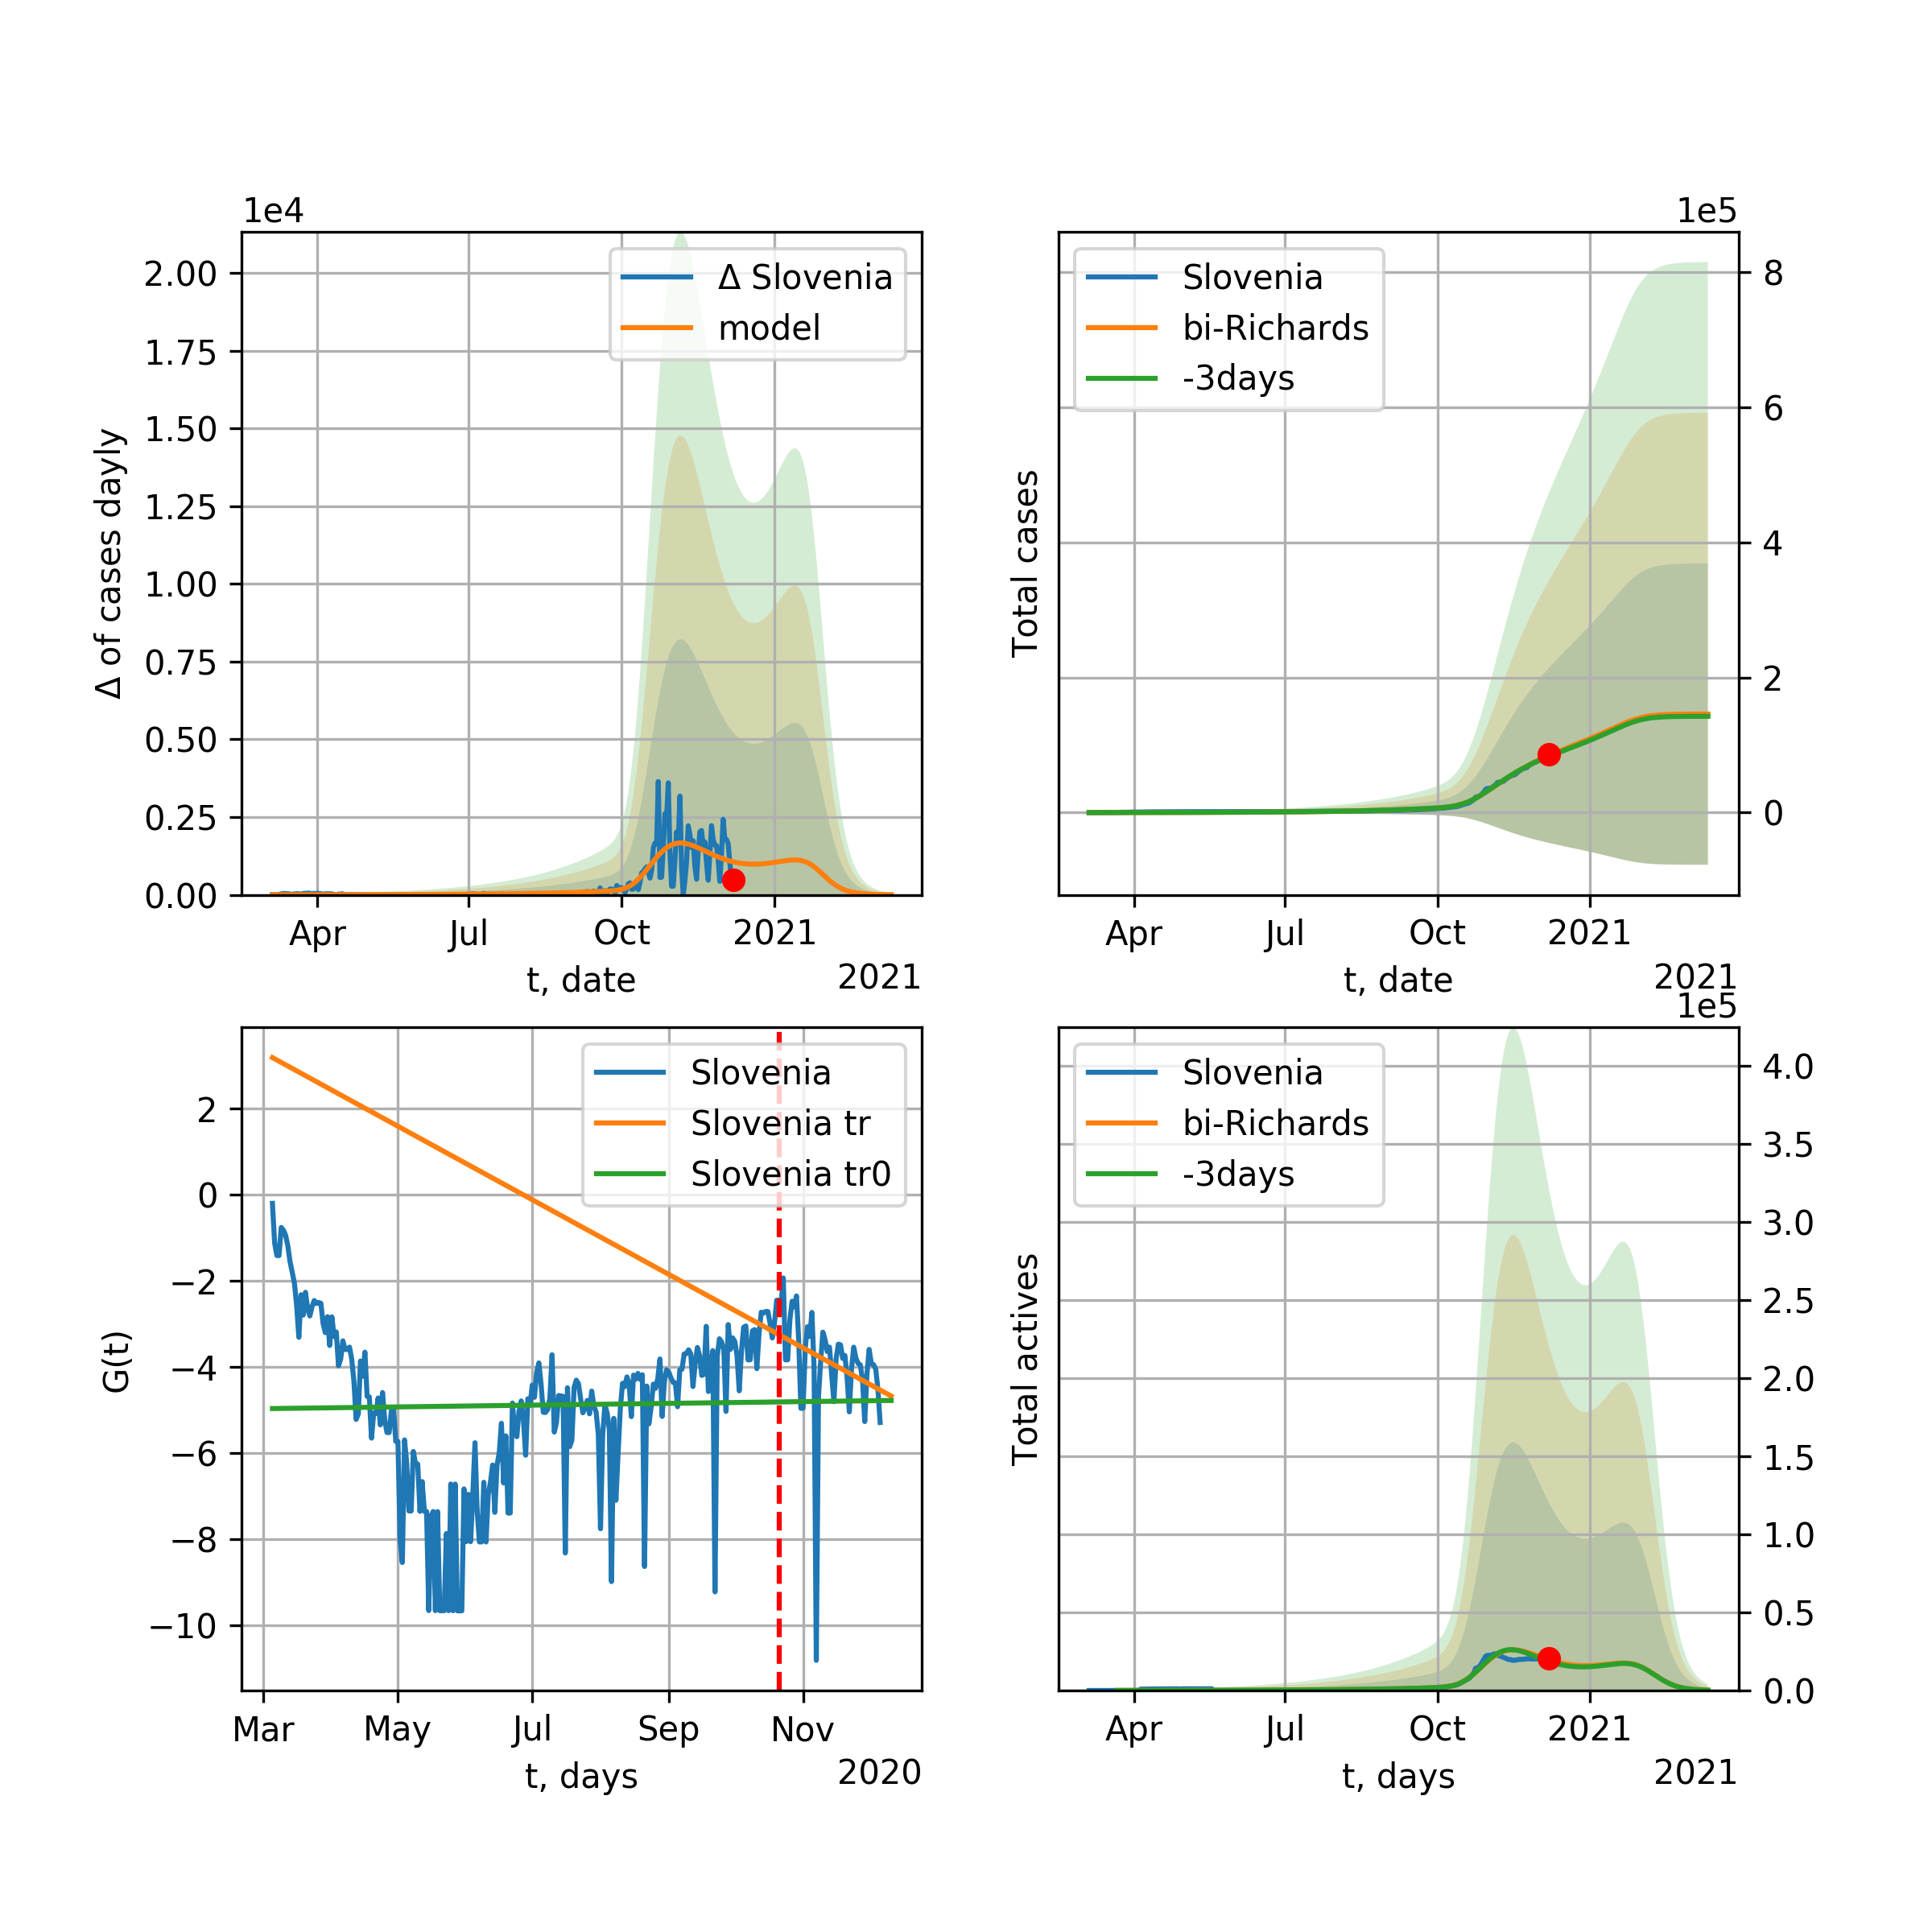 1e4
Δ of cases dayly
2.00
1.75
1.50
1.25
1.00
0.75
0.50
0.25
0.00
Δ Slovenia
model
Apr Jul Oct 2021
t, date
2021
1e5
Total cases
Slovenia
bi-Richards
-3days
8
6
4
2
0
Apr Jul Oct 2021
t, date
2021
G(t)
2
0
−2
−4
−6
−8
−10
Slovenia
Slovenia tr
Slovenia tr0
Mar May Jul Sep Nov
t, days
2020
1e5
Total actives
Slovenia
bi-Richards
-3days
4.0
3.5
3.0
2.5
2.0
1.5
1.0
0.5
0.0
Apr Jul Oct 2021
t, days
2021